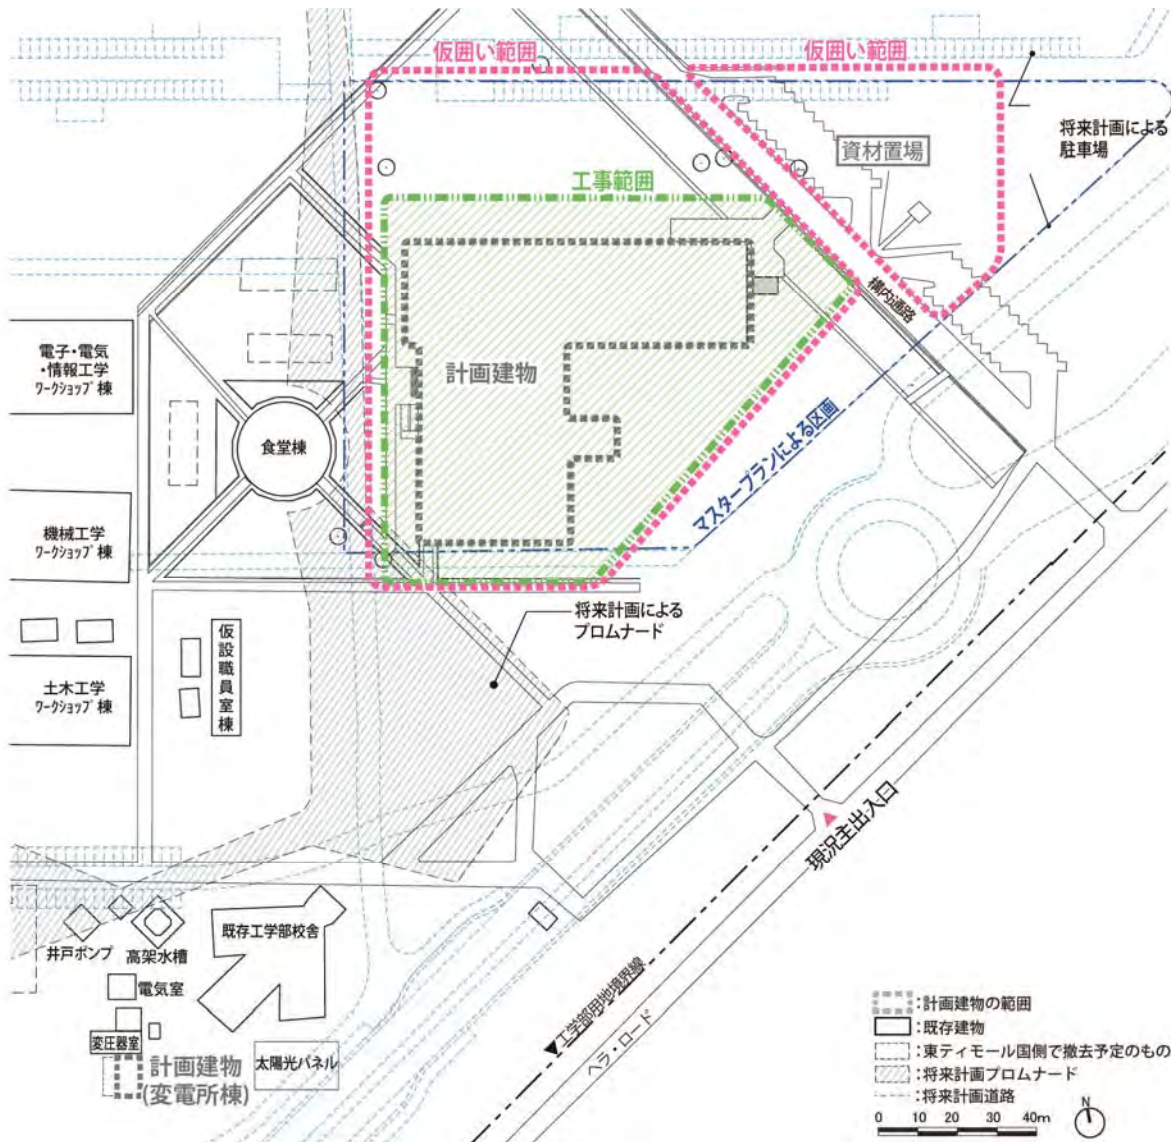 仮囲い範囲
仮囲い範囲
将来計画による
駐車場
資材置場
工事範囲
構内通路
電子・電気
・情報工学
ワークショップ棟
計画建物
食堂棟
マスタープランによる区画
機械工学
ワークショップ棟
将来計画による
プロムナード
仮設職員室棟
土木工学
ワークショップ棟
現況主出入口
既存工学部校舎
井戸ポンプ
高架水槽
電気室
工学部用地境界線
変圧器室
計画建物
(変電所棟)
太陽光パネル
ヘラ・ロード
:計画建物の範囲
:既存建物
:東ティモール国側で撤去予定のもの
:将来計画プロムナード
:将来計画道路
0 10 20 30 40m
N